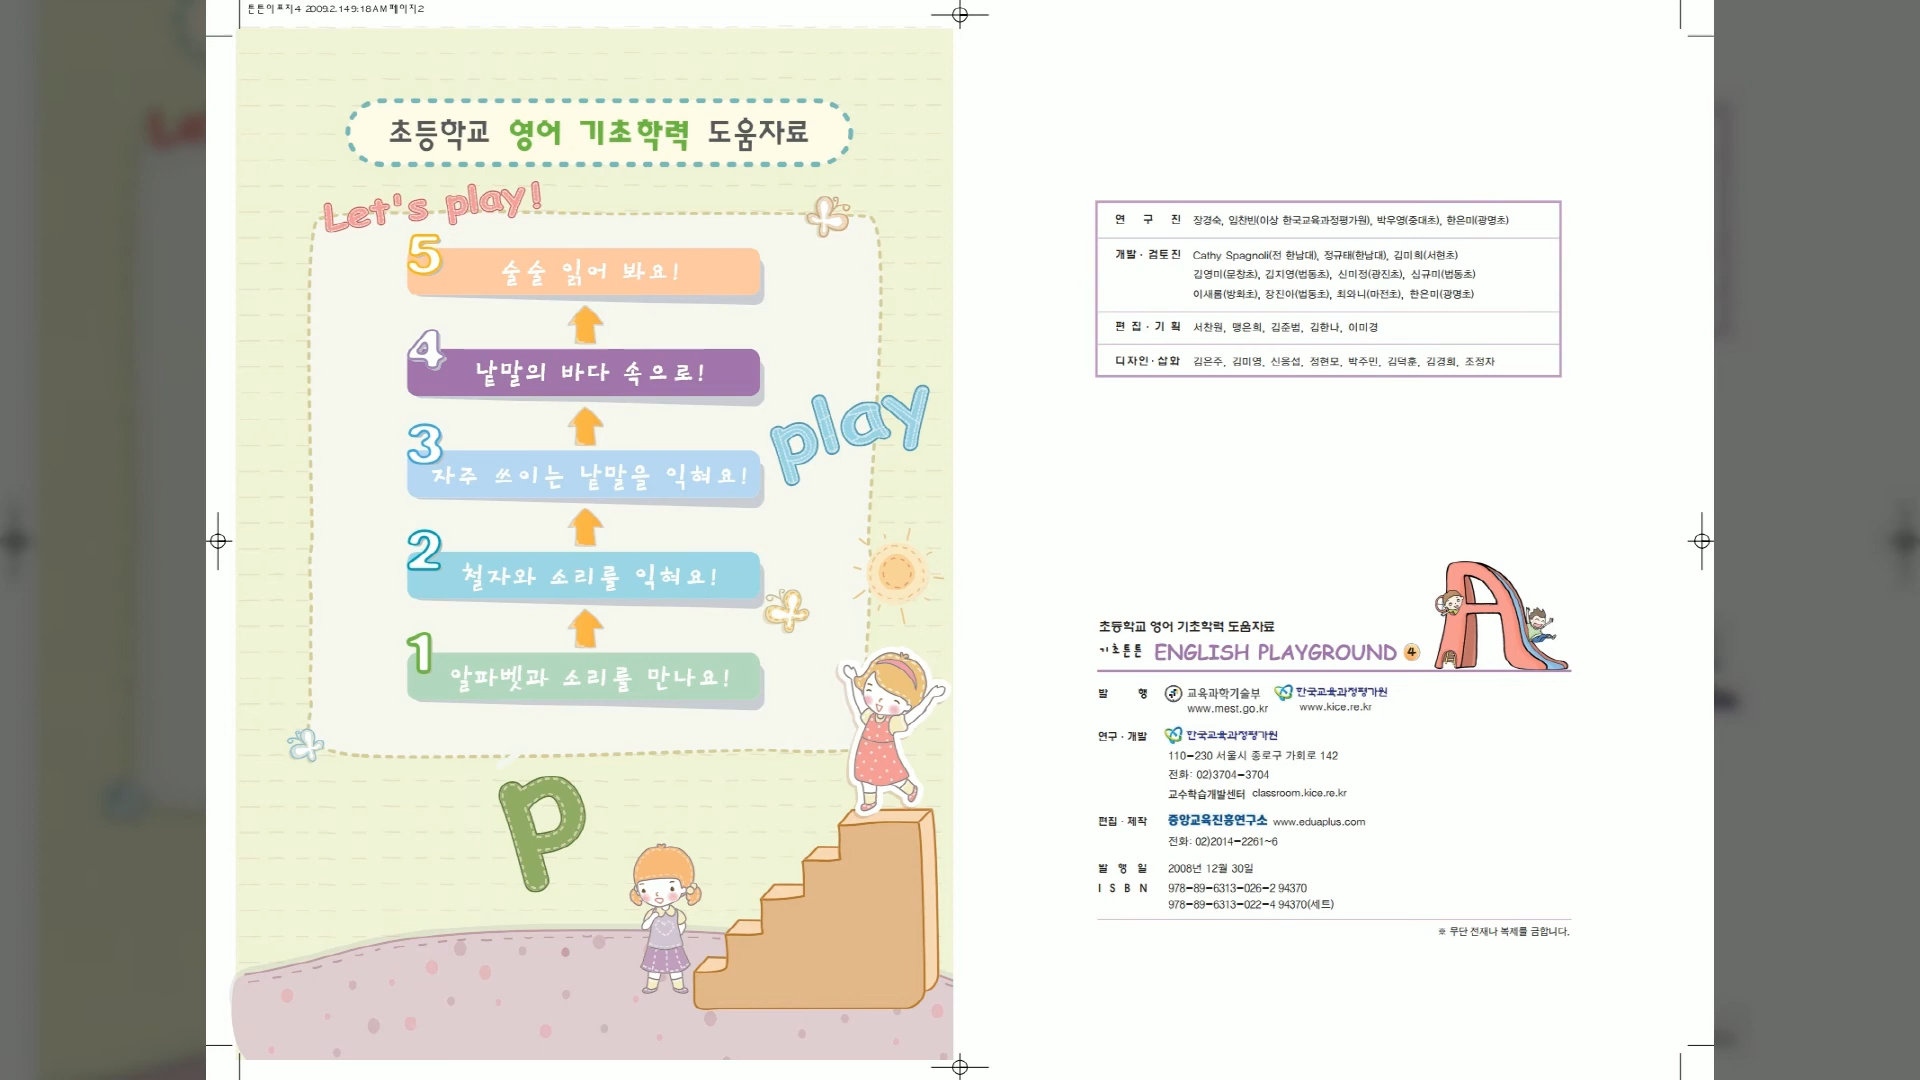 튼튼이표지4 2009.2.14 9:18 AM 페이지2
초등학교 영어 기초학력 도움자료
Let's play!
5
술술 읽어 봐요!
4
낱말의 바다 속으로!
3
자주 쓰이는 낱말을 익혀요!
play
2
철자와 소리를 익혀요!
1
알파벳과 소리를 만나요!
p
연 구 진 장경숙, 임찬빈(이상 한국교육과정평가원), 박우영(중대초), 한은미(광명초)
개발·검토진 Cathy Spagnoli(전 한남대), 정규태(한남대), 김미희(서현초)
김영미(문창초), 김지영(법동초), 신미정(광진초), 심규미(법동초)
이새롬(방화초), 장진아(법동초), 최와니(마전초), 한은미(광명초)
편집·기획 서찬원, 맹은희, 김준범, 김한나, 이미경
디자인·삽화 김은주, 김미영, 신응섭, 정현모, 박주민, 김덕훈, 김경희, 조정자
A
초등학교 영어 기초학력 도움자료
기초튼튼 ENGLISH PLAYGROUND 4
발 행 교육과학기술부 한국교육과정평가원
www.mest.go.kr www.kice.re.kr
연구·개발 한국교육과정평가원
110-230 서울시 종로구 가회로 142
전화: 02)3704-3704
교수학습개발센터 classroom.kice.re.kr
편집·제작 중앙교육진흥연구소 www.eduaplus.com
전화: 02)2014-2261~6
발 행 일 2008년 12월 30일
I S B N 978-89-6313-026-2 94370
978-89-6313-022-4 94370(세트)
※ 무단 전재나 복제를 금합니다.